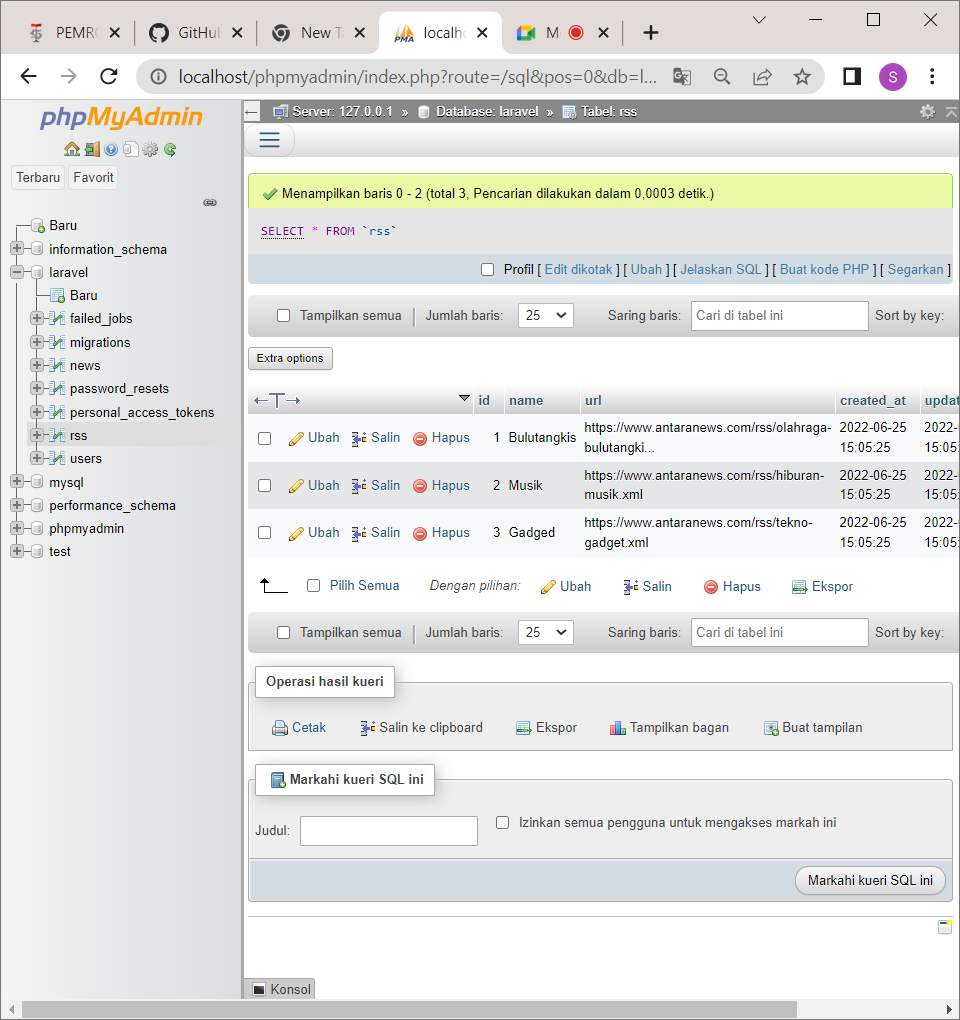 PEMR
GitHu
New T
localh
M
localhost/phpmyadmin/index.php?route=/sql&pos=0&db=l...
S
phpMyAdmin
Terbaru Favorit
Baru
information_schema
laravel
Baru
failed_jobs
migrations
news
password_resets
personal_access_tokens
rss
users
mysql
performance_schema
phpmyadmin
test
Server: 127.0.0.1 » Database: laravel » Tabel: rss
Menampilkan baris 0 - 2 (total 3, Pencarian dilakukan dalam 0,0003 detik.)
SELECT * FROM `rss`
Profil [ Edit dikotak ] [ Ubah ] [ Jelaskan SQL ] [ Buat kode PHP ] [ Segarkan ]
Tampilkan semua | Jumlah baris: 25 Saring baris: Cari di tabel ini Sort by key:
Extra options
←T→ id name url created_at updat
Ubah Salin Hapus 1 Bulutangkis https://www.antaranews.com/rss/olahraga- 2022-06-25 2022-
bulutangki... 15:05:25 15:05:
Ubah Salin Hapus 2 Musik https://www.antaranews.com/rss/hiburan- 2022-06-25 2022-
musik.xml 15:05:25 15:05:
Ubah Salin Hapus 3 Gadged https://www.antaranews.com/rss/tekno- 2022-06-25 2022-
gadget.xml 15:05:25 15:05:
Pilih Semua Dengan pilihan: Ubah Salin Hapus Ekspor
Tampilkan semua | Jumlah baris: 25 Saring baris: Cari di tabel ini Sort by key:
Operasi hasil kueri
Cetak Salin ke clipboard Ekspor Tampilkan bagan Buat tampilan
Markahi kueri SQL ini
Judul: Izinkan semua pengguna untuk mengakses markah ini
Markahi kueri SQL ini
Konsol